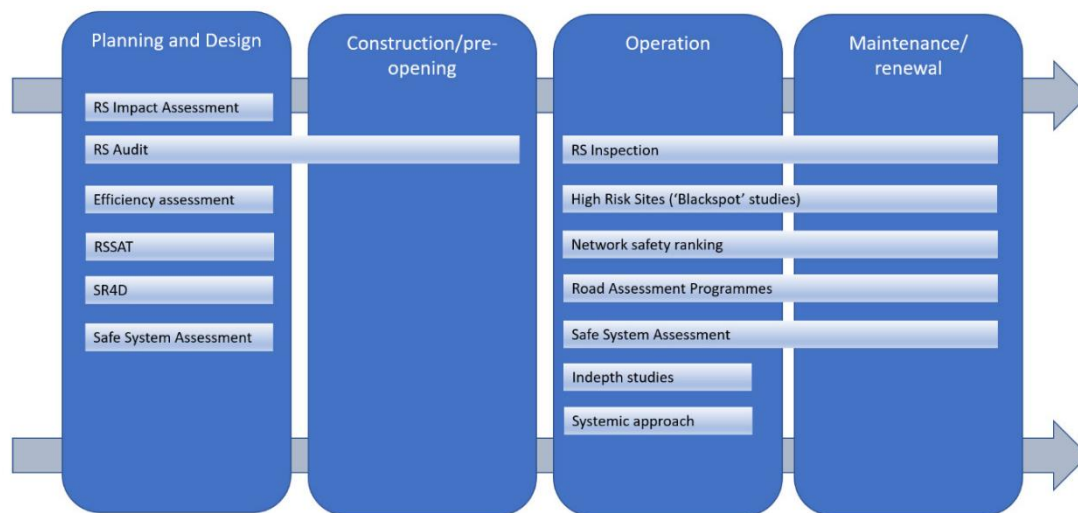 Planning and Design
Construction/pre-
opening
Operation
Maintenance/
renewal
RS Impact Assessment
RS Audit
Efficiency assessment
RSSAT
SR4D
Safe System Assessment
RS Inspection
High Risk Sites (‘Blackspot’ studies)
Network safety ranking
Road Assessment Programmes
Safe System Assessment
Indepth studies
Systemic approach